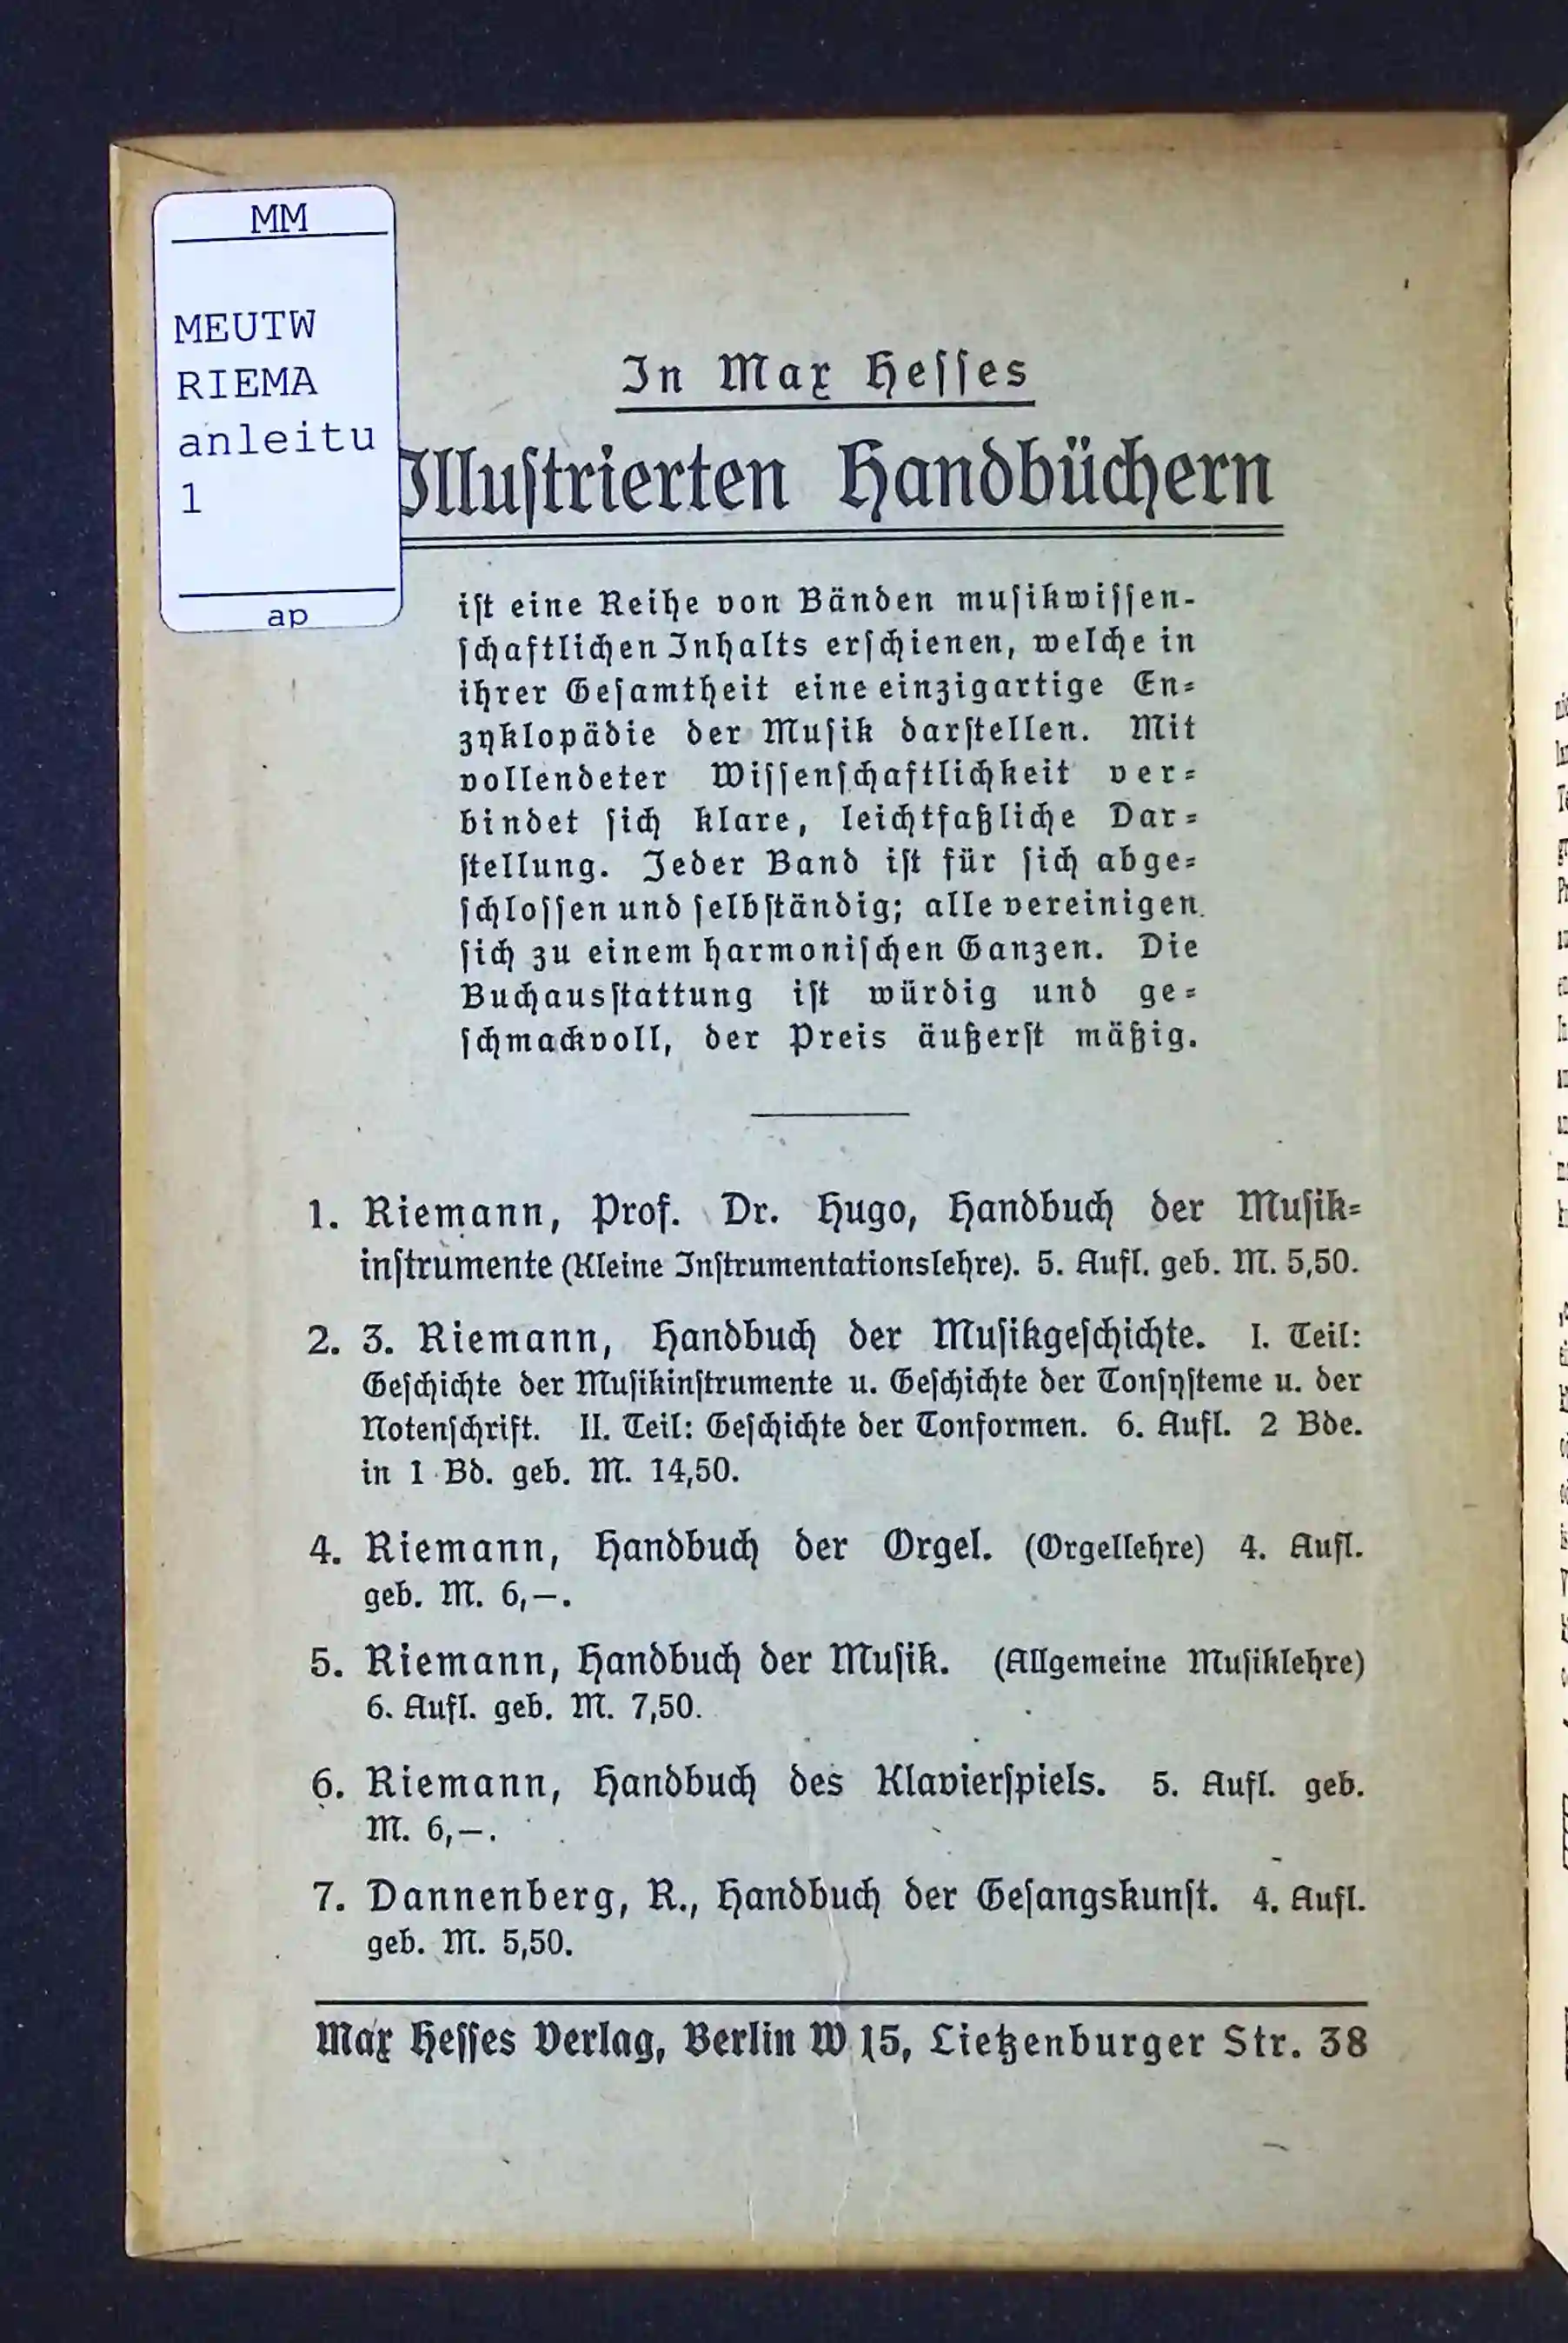 MM
MEUTW
RIEMA
anleitu
1
ap
In Max Hesses
Illustrierten Handbüchern
ist eine Reihe von Bänden musikwissen-
schaftlichen Inhalts erschienen, welche in
ihrer Gesamtheit eine einzigartige En-
zyklopädie der Musik darstellen. Mit
vollendeter Wissenschaftlichkeit ver-
bindet sich klare, leichtfaßliche Dar-
stellung. Jeder Band ist für sich abge-
schlossen und selbständig; alle vereinigen
sich zu einem harmonischen Ganzen. Die
Buchausstattung ist würdig und ge-
schmackvoll, der Preis äußerst mäßig.
1. Riemann, Prof. Dr. Hugo, Handbuch der Musik-
instrumente (Kleine Instrumentationslehre). 5. Aufl. geb. M. 5,50.
2. 3. Riemann, Handbuch der Musikgeschichte. I. Teil:
Geschichte der Musikinstrumente u. Geschichte der Tonsysteme u. der
Notenschrift. II. Teil: Geschichte der Tonformen. 6. Aufl. 2 Bde.
in 1 Bd. geb. M. 14,50.
4. Riemann, Handbuch der Orgel. (Orgellehre) 4. Aufl.
geb. M. 6,—.
5. Riemann, Handbuch der Musik. (Allgemeine Musiklehre)
6. Aufl. geb. M. 7,50.
6. Riemann, Handbuch des Klavierspiels. 5. Aufl. geb.
M. 6,—.
7. Dannenberg, R., Handbuch der Gesangskunst. 4. Aufl.
geb. M. 5,50.
Max Hesses Verlag, Berlin W 15, Lietzenburger Str. 38